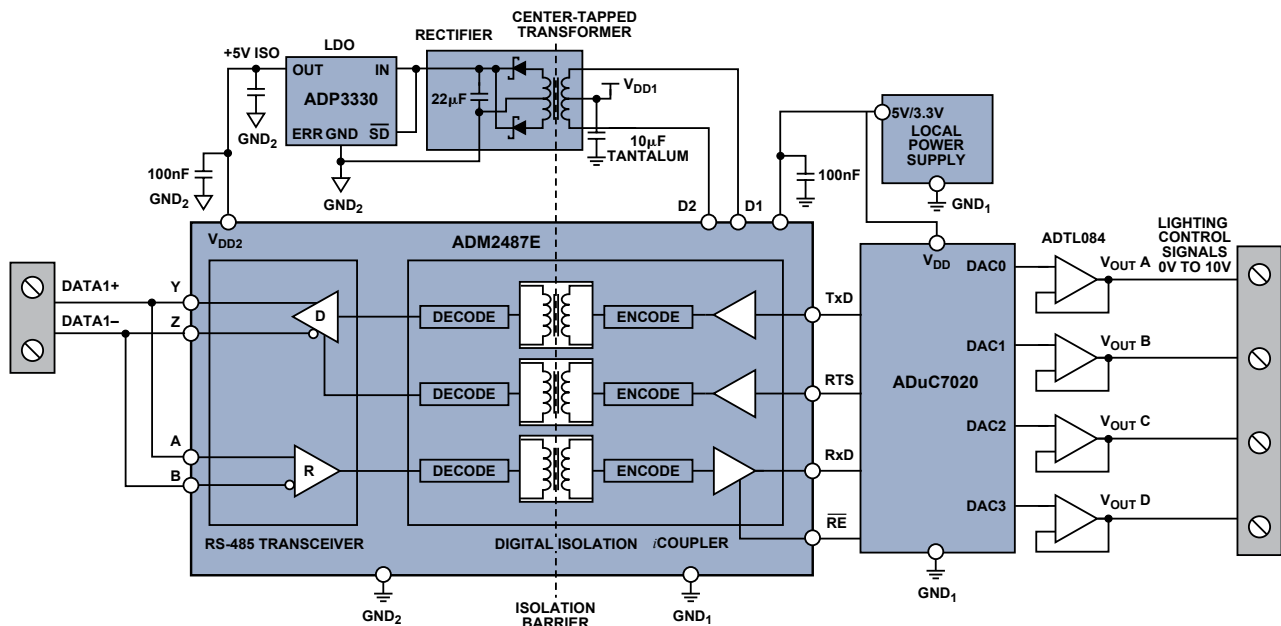 CENTER-TAPPED
TRANSFORMER
RECTIFIER
LDO
+5V ISO
OUT
IN
ADP3330
ERR
GND
SD
22µF
VDD1
10µF
TANTALUM
GND2
100nF
GND2
GND2
5V/3.3V
LOCAL
POWER
SUPPLY
100nF
GND1
D2
D1
VDD2
ADM2487E
VDD
ADTL084
LIGHTING
CONTROL
SIGNALS
0V TO 10V
DATA1+
DATA1–
Y
Z
A
B
D
R
DECODE
ENCODE
DECODE
ENCODE
DECODE
ENCODE
TxD
RTS
RxD
RE
ADuC7020
DAC0
DAC1
DAC2
DAC3
VOUT A
VOUT B
VOUT C
VOUT D
RS-485 TRANSCEIVER
DIGITAL ISOLATION
iCOUPLER
GND2
ISOLATION
BARRIER
GND1
GND1